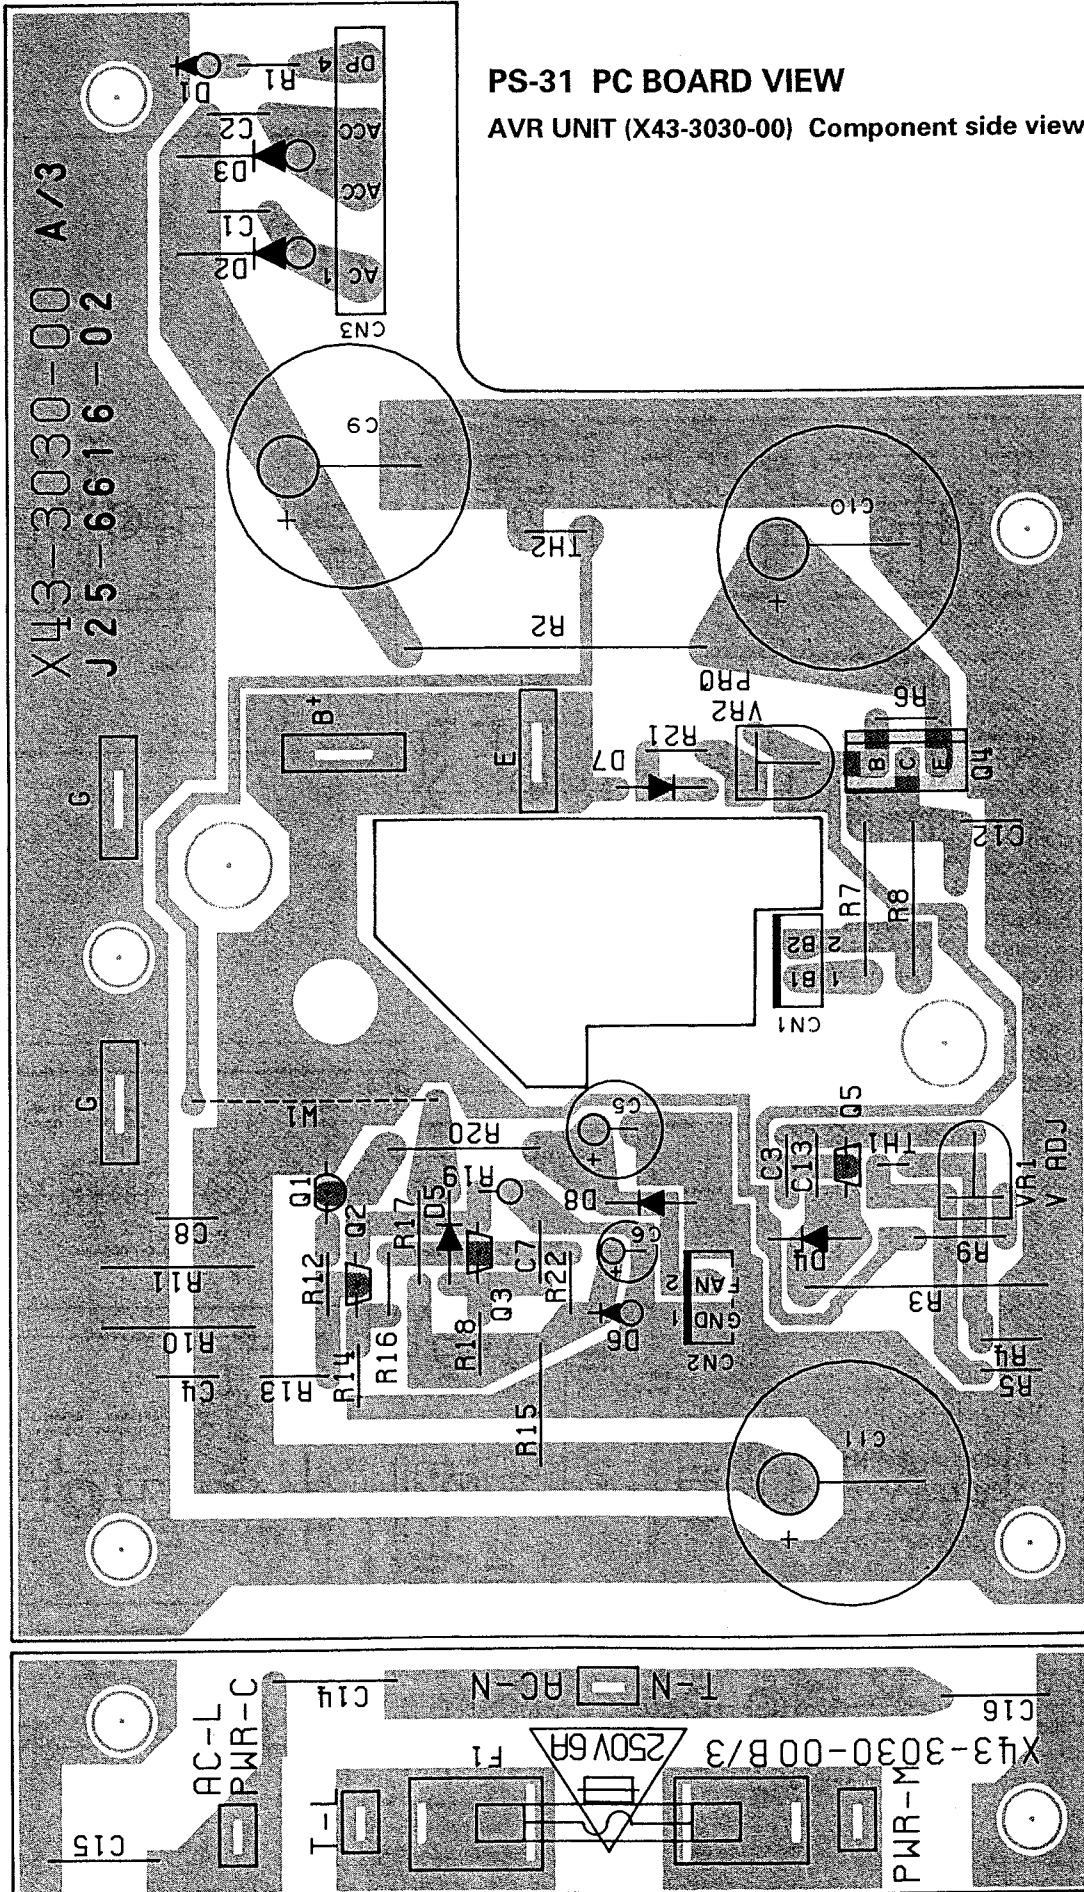 PS-31 PC BOARD VIEW
AVR UNIT (X43-3030-00) Component side view
D1
R1
DP 4
C2
ACC
D3
ACC
C1
D2
AC 1
CN3
X43-3030-00 A/3
J25-6616-02
C9
+
C10
+
TH2
R2
PRO
VR2
R6
B+
E
R21
D7
B
C
E
Q4
G
C12
R7
R8
B2 2
B1 1
CN1
G
W1
C5
+
R20
Q5
C3
C13
TH1
VR1
V ADJ
Q1
Q2
R17
D5
R19
D8
C8
R11
R12
C7
R22
C6
+
FAN 2
GND 1
CN2
D4
R9
R3
Q3
R16
R18
D6
R10
R4
R5
C4
R13
R14
R15
C11
+
C14
AC-N
T-N
C16
AC-L
PWR-C
F1
250V6A
X43-3030-00B/3
T-L
PWR-M
C15